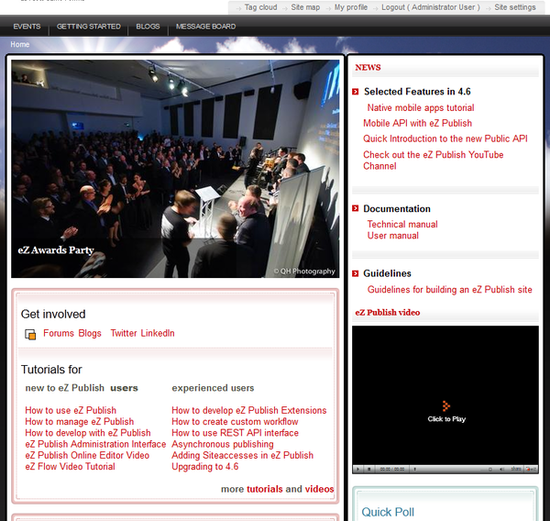 Tag cloud Site map My profile Logout ( Administrator User ) Site settings
EVENTS GETTING STARTED BLOGS MESSAGE BOARD
Home
eZ Awards Party
© QH Photography
Get involved
Forums Blogs Twitter LinkedIn
Tutorials for
new to eZ Publish users experienced users
How to use eZ Publish
How to manage eZ Publish
How to develop with eZ Publish
eZ Publish Administration Interface
eZ Publish Online Editor Video
eZ Flow Video Tutorial
How to develop eZ Publish Extensions
How to create custom workflow
How to use REST API interface
Asynchronous publishing
Adding Siteaccesses in eZ Publish
Upgrading to 4.6
more tutorials and videos
NEWS
Selected Features in 4.6
Native mobile apps tutorial
Mobile API with eZ Publish
Quick Introduction to the new Public API
Check out the eZ Publish YouTube
Channel
Documentation
Technical manual
User manual
Guidelines
Guidelines for building an eZ Publish site
eZ Publish video
Click to Play
Quick Poll